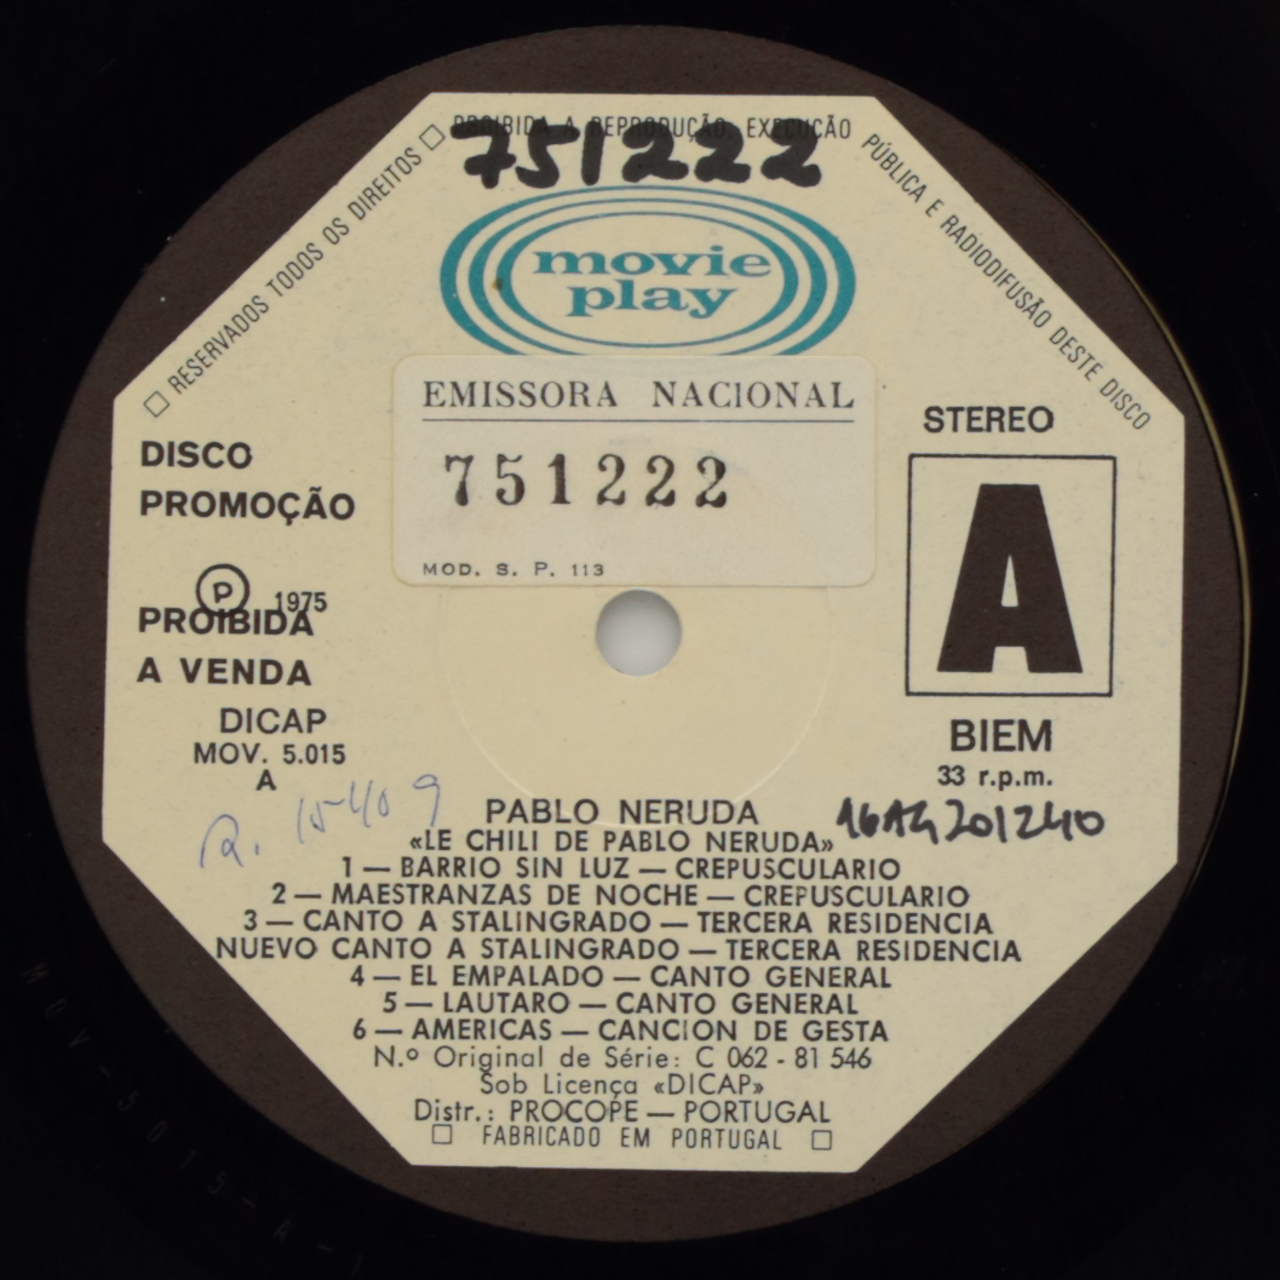 □ RESERVADOS TODOS OS DIREITOS □ PROIBIDA A REPRODUÇÃO, EXECUÇÃO PÚBLICA E RADIODIFUSÃO DESTE DISCO
751222
movie
play
EMISSORA NACIONAL
751222
MOD. S. P. 113
DISCO
PROMOÇÃO
Ⓟ 1975
PROIBIDA
A VENDA
DICAP
MOV. 5.015
A
STEREO
A
BIEM
33 r.p.m.
PABLO NERUDA
«LE CHILI DE PABLO NERUDA»
1 — BARRIO SIN LUZ — CREPUSCULARIO
2 — MAESTRANZAS DE NOCHE — CREPUSCULARIO
3 — CANTO A STALINGRADO — TERCERA RESIDENCIA
NUEVO CANTO A STALINGRADO — TERCERA RESIDENCIA
4 — EL EMPALADO — CANTO GENERAL
5 — LAUTARO — CANTO GENERAL
6 — AMERICAS — CANCION DE GESTA
N.º Original de Série: C 062 - 81 546
Sob Licença «DICAP»
Distr.: PROCOPE — PORTUGAL
□ FABRICADO EM PORTUGAL □
MOV-5015-A-1